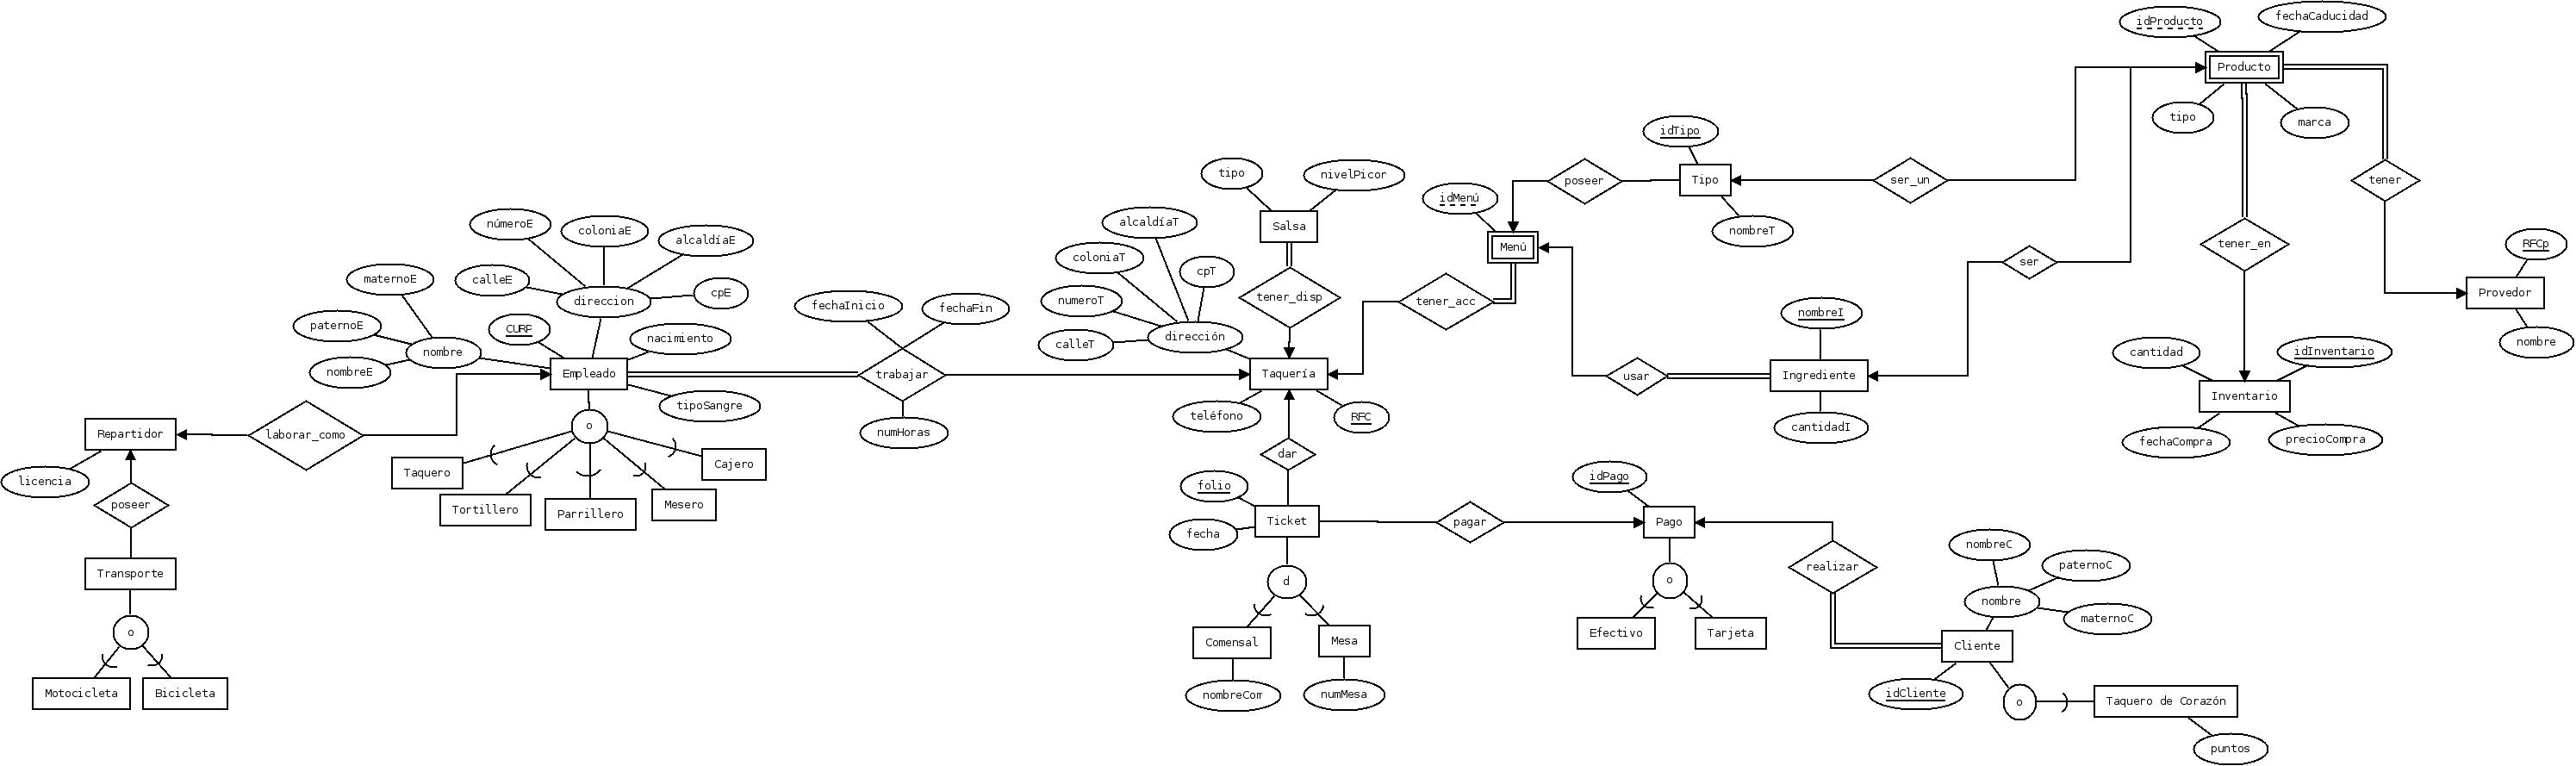 idProducto
fechaCaducidad
Producto
tipo
marca
idTipo
tipo
nivelPicor
poseer
Tipo
ser_un
tener
idMenú
númeroE
coloniaE
alcaldíaE
alcaldíaT
Salsa
nombreT
Menú
tener_en
RFCp
maternoE
calleE
coloniaT
cpT
ser
direccion
cpE
numeroT
tener_disp
tener_acc
Provedor
fechaInicio
fechaFin
nombreI
paternoE
CURP
nacimiento
calleT
dirección
nombre
nombre
cantidad
idInventario
nombreE
Empleado
trabajar
Taquería
usar
Ingrediente
Inventario
tipoSangre
teléfono
RFC
Repartidor
laborar_como
o
numHoras
cantidadI
fechaCompra
precioCompra
dar
Taquero
Cajero
licencia
folio
idPago
poseer
Tortillero
Parrillero
Mesero
Ticket
pagar
Pago
fecha
nombreC
Transporte
realizar
paternoC
d
o
nombre
maternoC
o
Comensal
Mesa
Efectivo
Tarjeta
Cliente
Motocicleta
Bicicleta
nombreCom
numMesa
idCliente
o
Taquero de Corazón
puntos